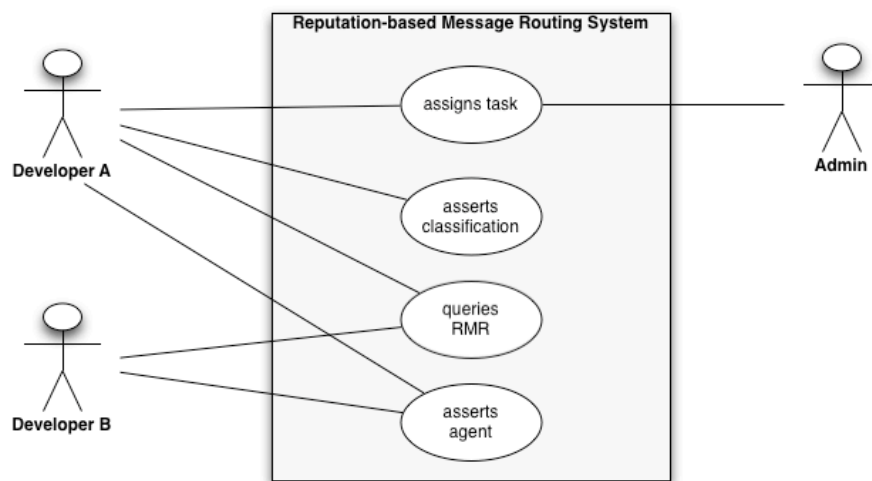 Reputation-based Message Routing System
assigns task
Developer A
Admin
asserts
classification
queries
RMR
Developer B
asserts
agent